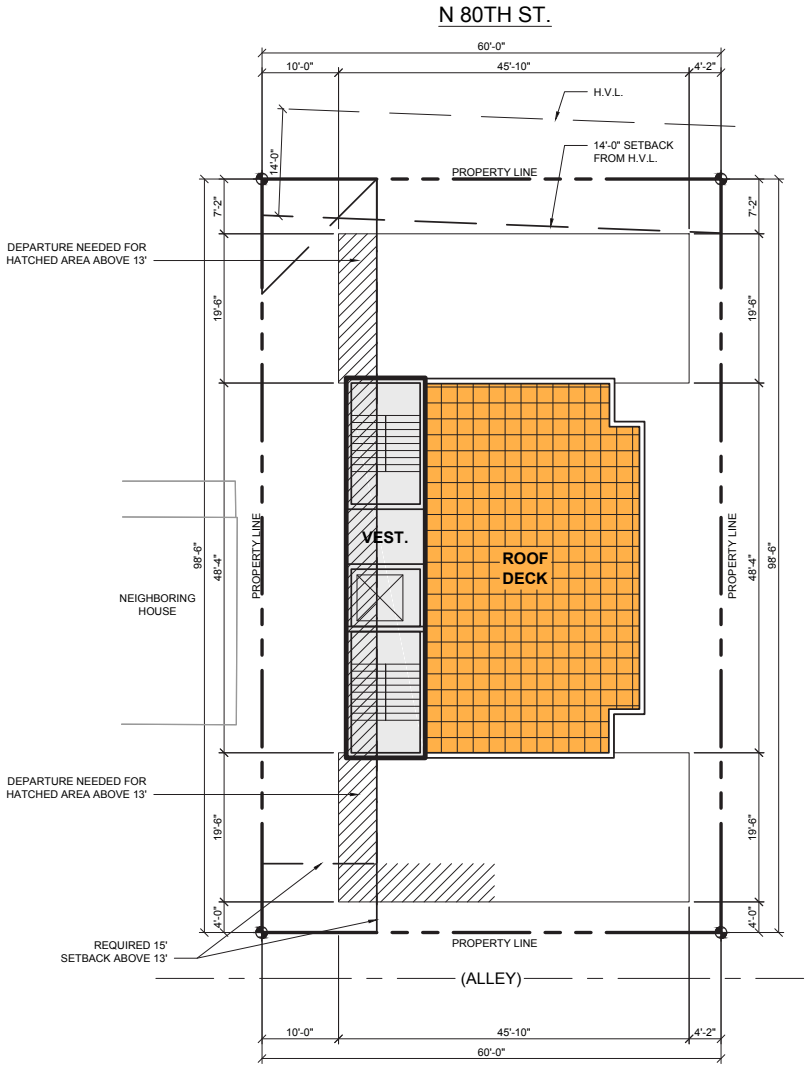 N 80TH ST.
60'-0"
10'-0"
45'-10"
4'-2"
H.V.L.
14'-0" SETBACK
FROM H.V.L.
14'-0"
PROPERTY LINE
7'-2"
7'-2"
DEPARTURE NEEDED FOR
HATCHED AREA ABOVE 13'
19'-6"
19'-6"
98'-6"
48'-4"
PROPERTY LINE
VEST.
ROOF
DECK
PROPERTY LINE
48'-4"
98'-6"
NEIGHBORING
HOUSE
DEPARTURE NEEDED FOR
HATCHED AREA ABOVE 13'
19'-6"
19'-6"
4'-0"
4'-0"
REQUIRED 15'
SETBACK ABOVE 13'
PROPERTY LINE
(ALLEY)
10'-0"
45'-10"
4'-2"
60'-0"